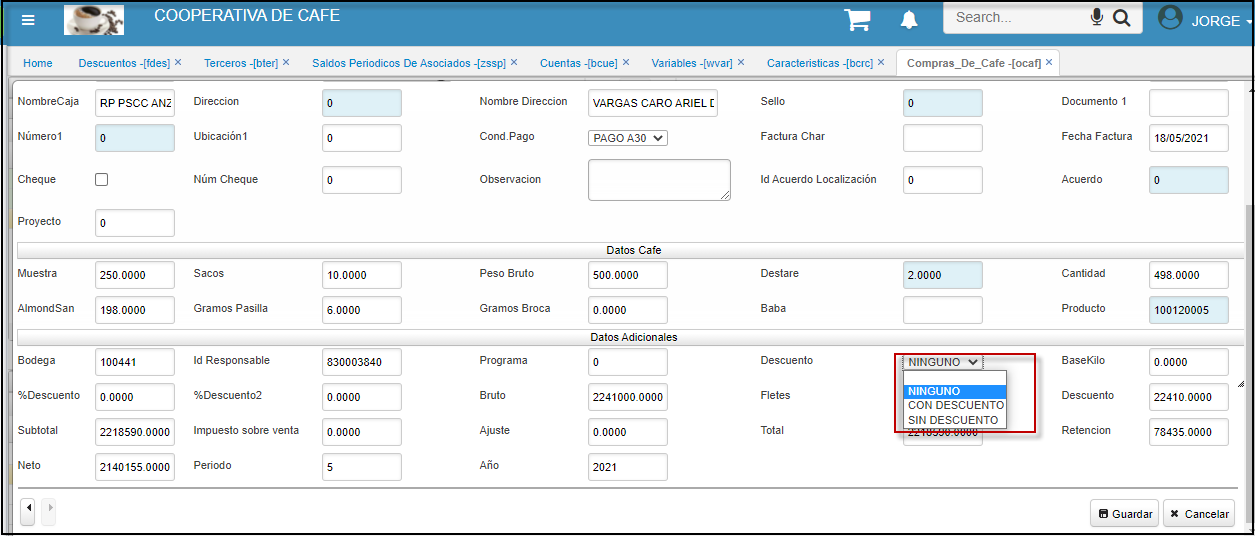 COOPERATIVA DE CAFE
Search...
JORGE
Home Descuentos -[fdes] × Terceros -[bter] × Saldos Periodicos De Asociados -[zssp] × Cuentas -[bcue] × Variables -[wvar] × Caracteristicas -[bcrc] × Compras_De_Cafe -[ocaf] ×
NombreCaja RP PSCC ANZ Direccion 0 Nombre Direccion VARGAS CARO ARIEL D Sello 0 Documento 1
Número1 0 Ubicación1 0 Cond.Pago PAGO A30 Factura Char Fecha Factura 18/05/2021
Cheque Núm Cheque 0 Observacion Id Acuerdo Localización 0 Acuerdo 0
Proyecto 0
Datos Cafe
Muestra 250.0000 Sacos 10.0000 Peso Bruto 500.0000 Destare 2.0000 Cantidad 498.0000
AlmondSan 198.0000 Gramos Pasilla 6.0000 Gramos Broca 0.0000 Baba Producto 100120005
Datos Adicionales
Bodega 100441 Id Responsable 830003840 Programa 0 Descuento NINGUNO BaseKilo 0.0000
NINGUNO
CON DESCUENTO
SIN DESCUENTO
%Descuento 0.0000 %Descuento2 0.0000 Bruto 2241000.0000 Fletes Descuento 22410.0000
Subtotal 2218590.0000 Impuesto sobre venta 0.0000 Ajuste 0.0000 Total 2218590.0000 Retencion 78435.0000
Neto 2140155.0000 Periodo 5 Año 2021
Guardar Cancelar